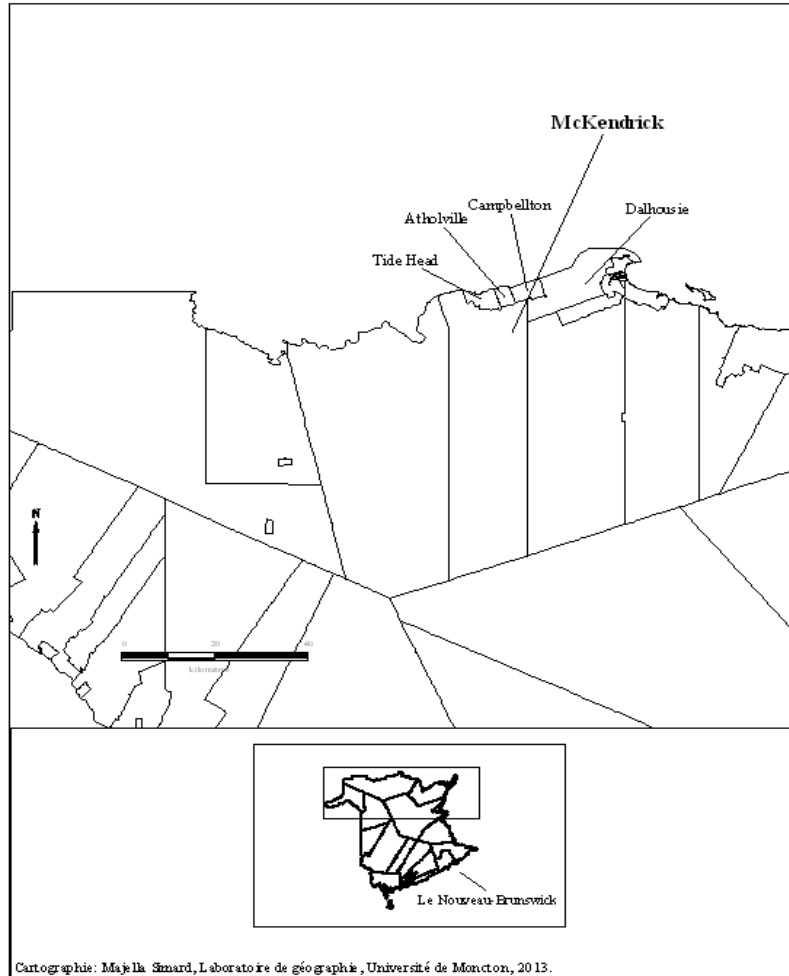 McKendrick
Campbellton
Atholville
Dalhousie
Tide Head
N
0 20 40
kilomètre
Le Nouveau-Brunswick
Cartographie: Majella Simard, Laboratoire de géographie, Université de Moncton, 2013.